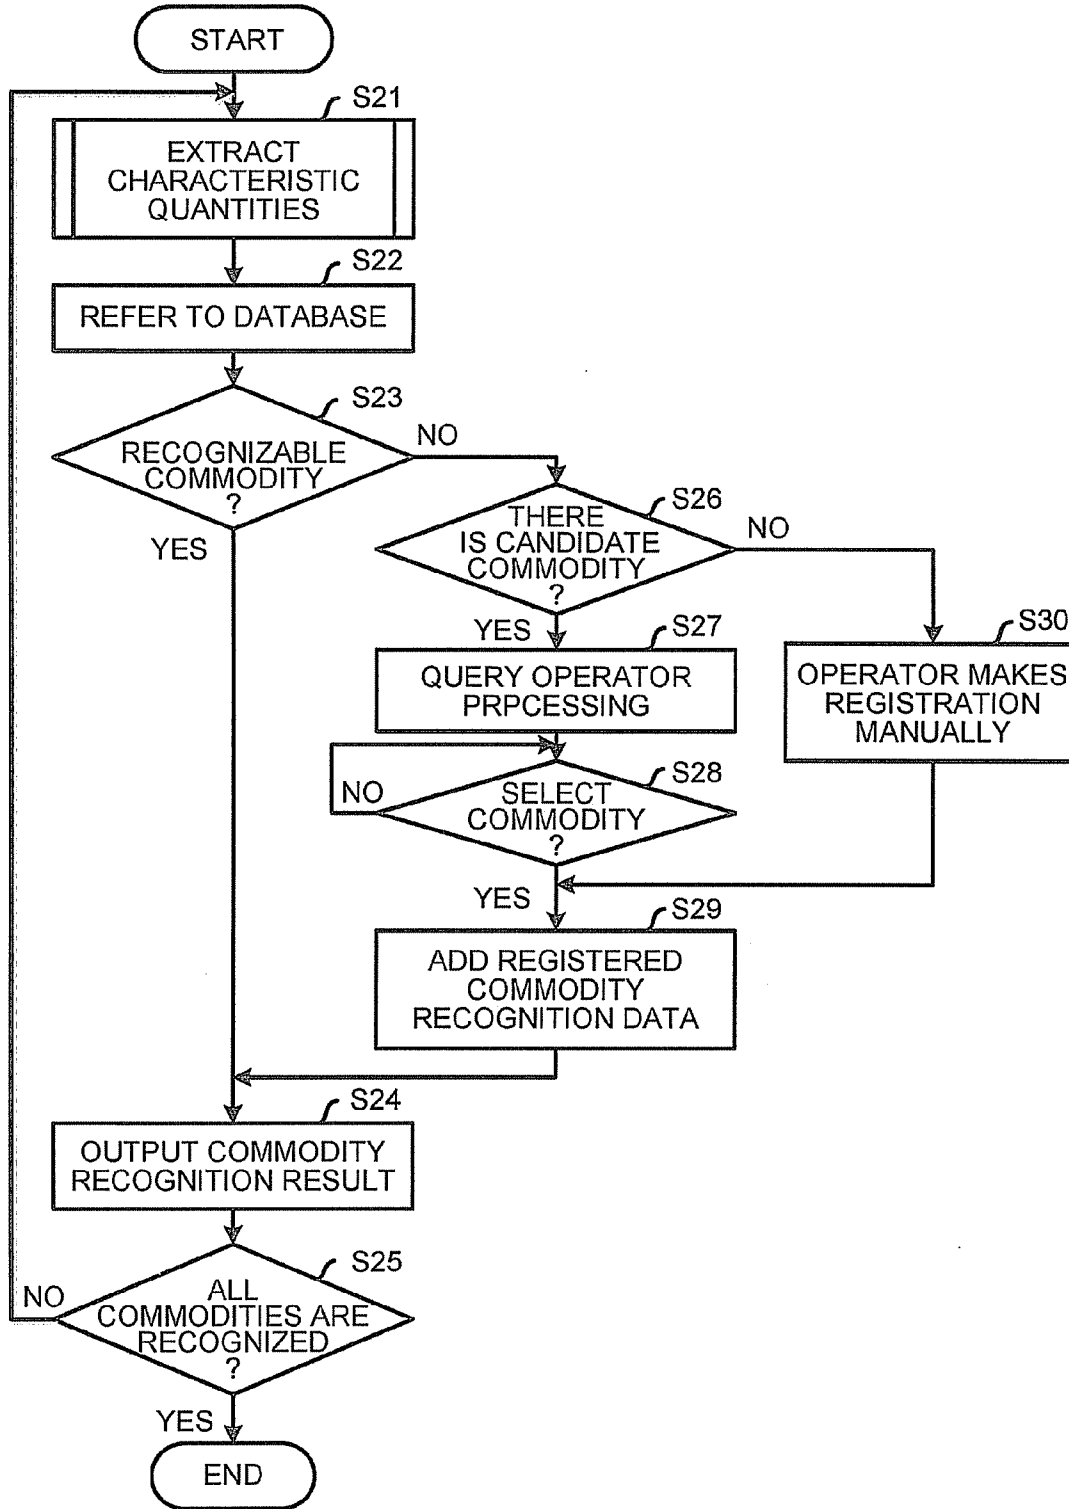 START
S21
EXTRACT
CHARACTERISTIC
QUANTITIES
S22
REFER TO DATABASE
S23
RECOGNIZABLE
COMMODITY
?
NO
YES
S26
THERE
IS CANDIDATE
COMMODITY
?
NO
YES
S27
QUERY OPERATOR
PRPCESSING
S30
OPERATOR MAKES
REGISTRATION
MANUALLY
S28
SELECT
COMMODITY
?
NO
YES
S29
ADD REGISTERED
COMMODITY
RECOGNITION DATA
S24
OUTPUT COMMODITY
RECOGNITION RESULT
S25
ALL
COMMODITIES ARE
RECOGNIZED
?
NO
YES
END